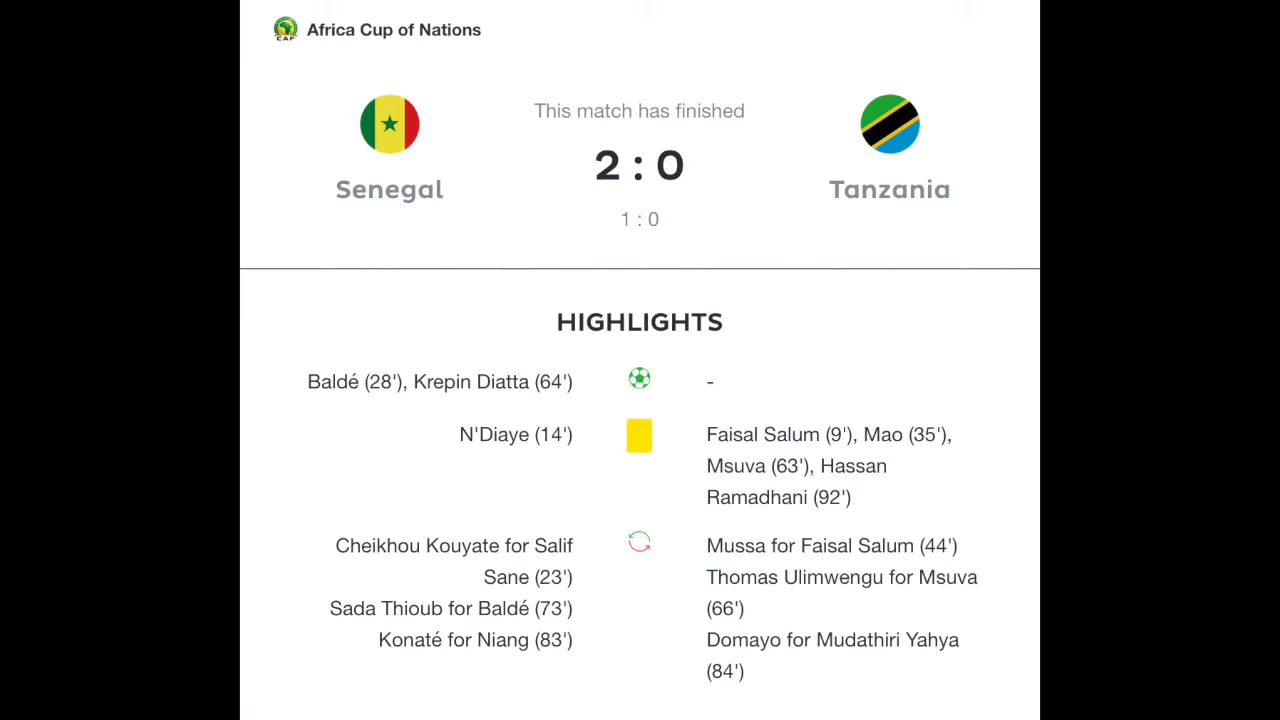 CAF
Africa Cup of Nations
This match has finished
2 : 0
Senegal
Tanzania
1 : 0
HIGHLIGHTS
Baldé (28'), Krepin Diatta (64')
-
N'Diaye (14')
Faisal Salum (9'), Mao (35'),
Msuva (63'), Hassan
Ramadhani (92')
Cheikhou Kouyate for Salif
Sane (23')
Sada Thioub for Baldé (73')
Konaté for Niang (83')
Mussa for Faisal Salum (44')
Thomas Ulimwengu for Msuva
(66')
Domayo for Mudathiri Yahya
(84')